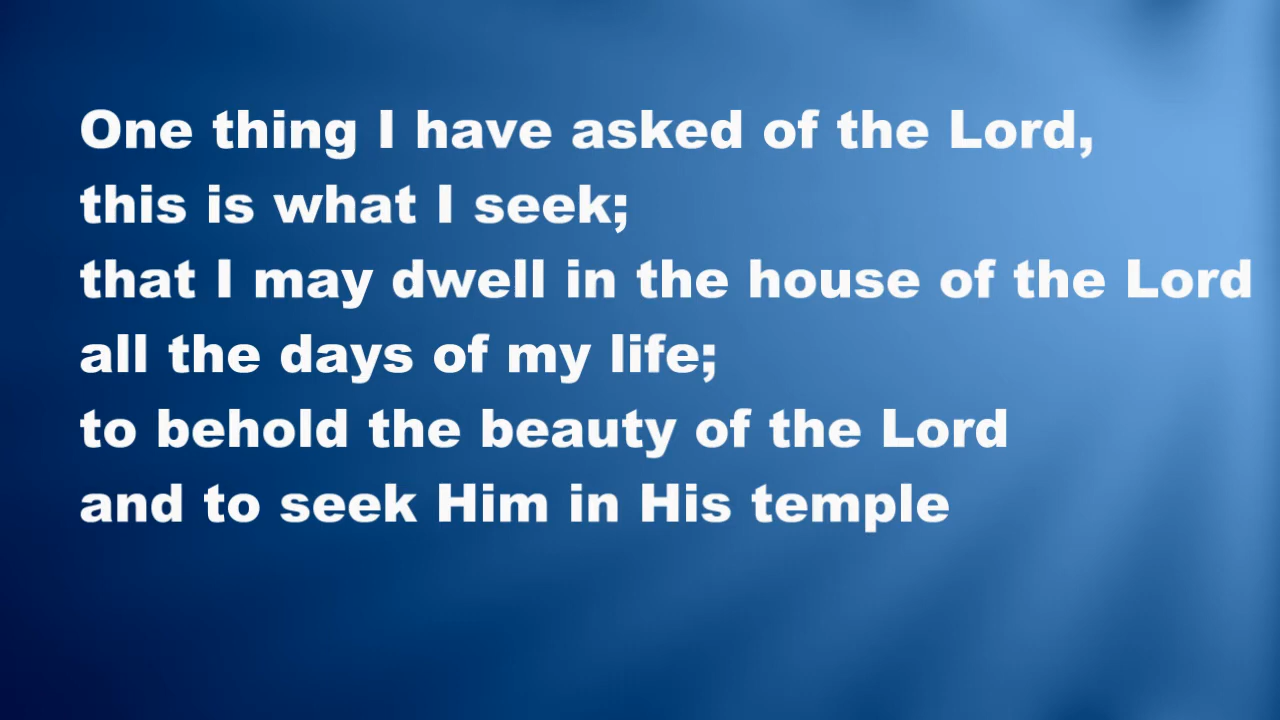 One thing I have asked of the Lord,
this is what I seek;
that I may dwell in the house of the Lord
all the days of my life;
to behold the beauty of the Lord
and to seek Him in His temple